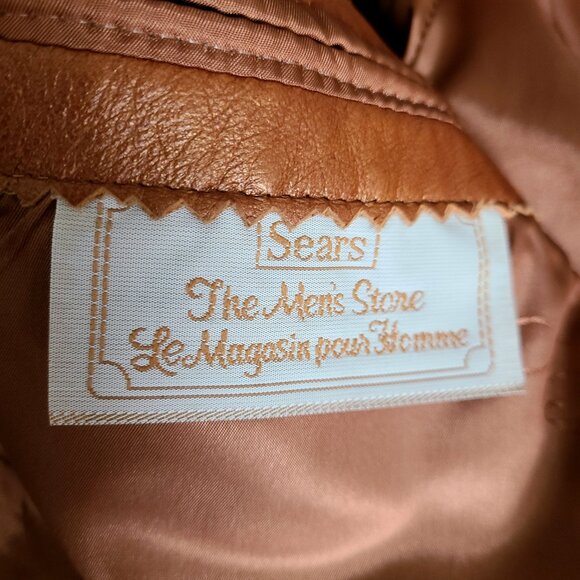 Sears
The Men's Store
Le Magasin pour Homme